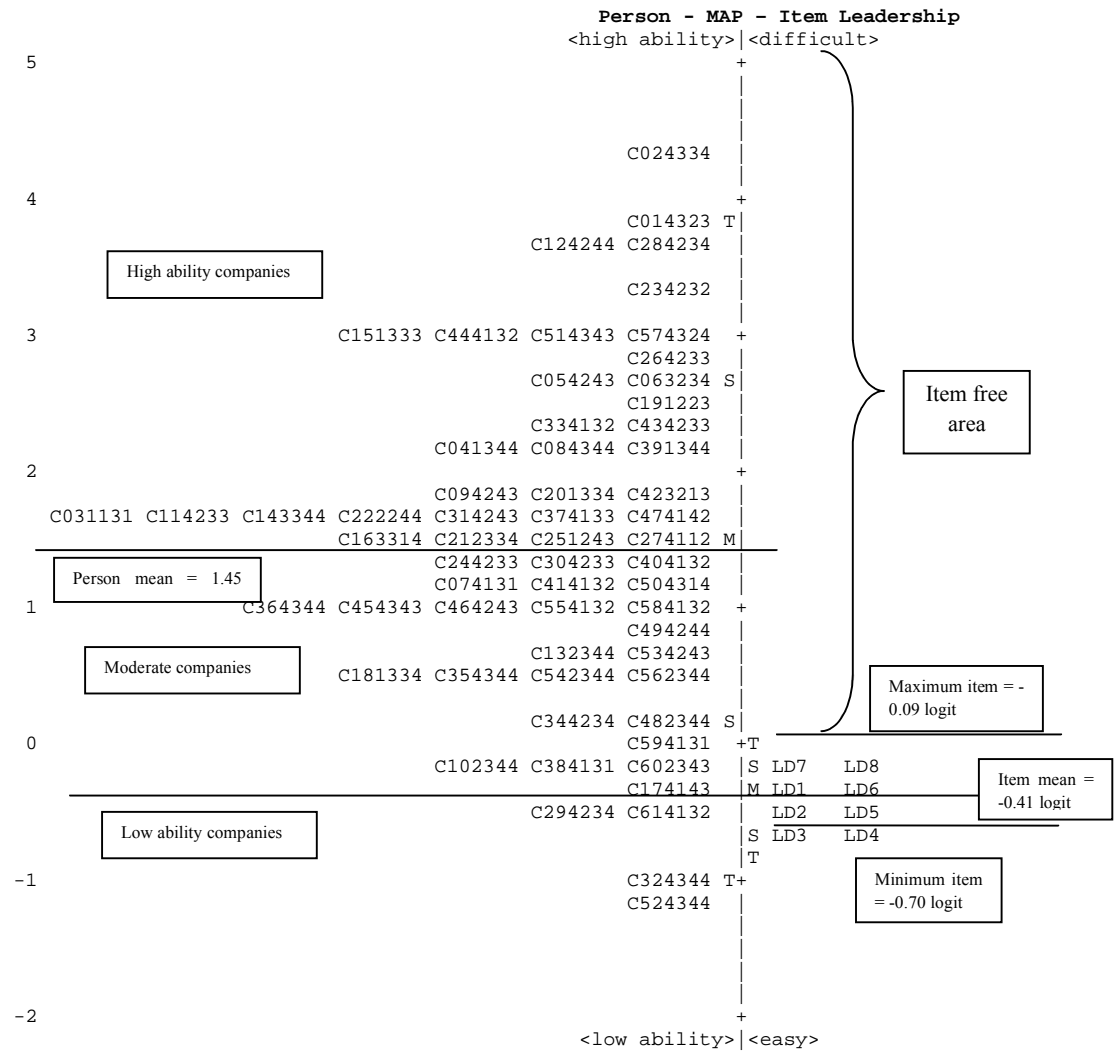 Person - MAP – Item Leadership
<high ability>|<difficult>
5 +
C024334 |
4 +
C014323 T|
C124244 C284234 |
High ability companies
C234232 |
3 C151333 C444132 C514343 C574324 +
C264233 |
C054243 C063234 S|
C191223 |
Item free
area
C334132 C434233 |
C041344 C084344 C391344 |
2 +
C094243 C201334 C423213 |
C031131 C114233 C143344 C222244 C314243 C374133 C474142 |
C163314 C212334 C251243 C274112 M|
C244233 C304233 C404132 |
Person mean = 1.45
C074131 C414132 C504314 |
1 C364344 C454343 C464243 C554132 C584132 +
C494244 |
C132344 C534243 |
Moderate companies
C181334 C354344 C542344 C562344 |
Maximum item = -
0.09 logit
C344234 C482344 S|
0 C594131 +T
C102344 C384131 C602343 |S LD7 LD8
C174143 |M LD1 LD6
Item mean =
-0.41 logit
C294234 C614132 | LD2 LD5
Low ability companies
|S LD3 LD4
|T
-1 C324344 T+
Minimum item
= -0.70 logit
C524344 |
-2 +
<low ability>|<easy>